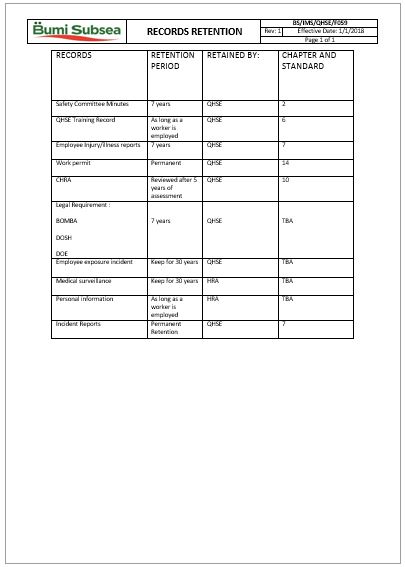 Bumi Subsea
RECORDS RETENTION
BS/IMS/QHSE/F059
Rev: 1 Effective Date: 1/1/2018
Page 1 of 1
RECORDS RETENTION PERIOD RETAINED BY: CHAPTER AND STANDARD
Safety Committee Minutes 7 years QHSE 2
QHSE Training Record As long as a worker is employed QHSE 6
Employee Injury/illness reports 7 years QHSE 7
Work permit Permanent QHSE 14
CHRA Reviewed after 5 years of assessment QHSE 10
Legal Requirement :
BOMBA 7 years QHSE TBA
DOSH
DOE
Employee exposure incident Keep for 30 years QHSE TBA
Medical surveillance Keep for 30 years HRA TBA
Personal information As long as a worker is employed HRA TBA
Incident Reports Permanent Retention QHSE 7